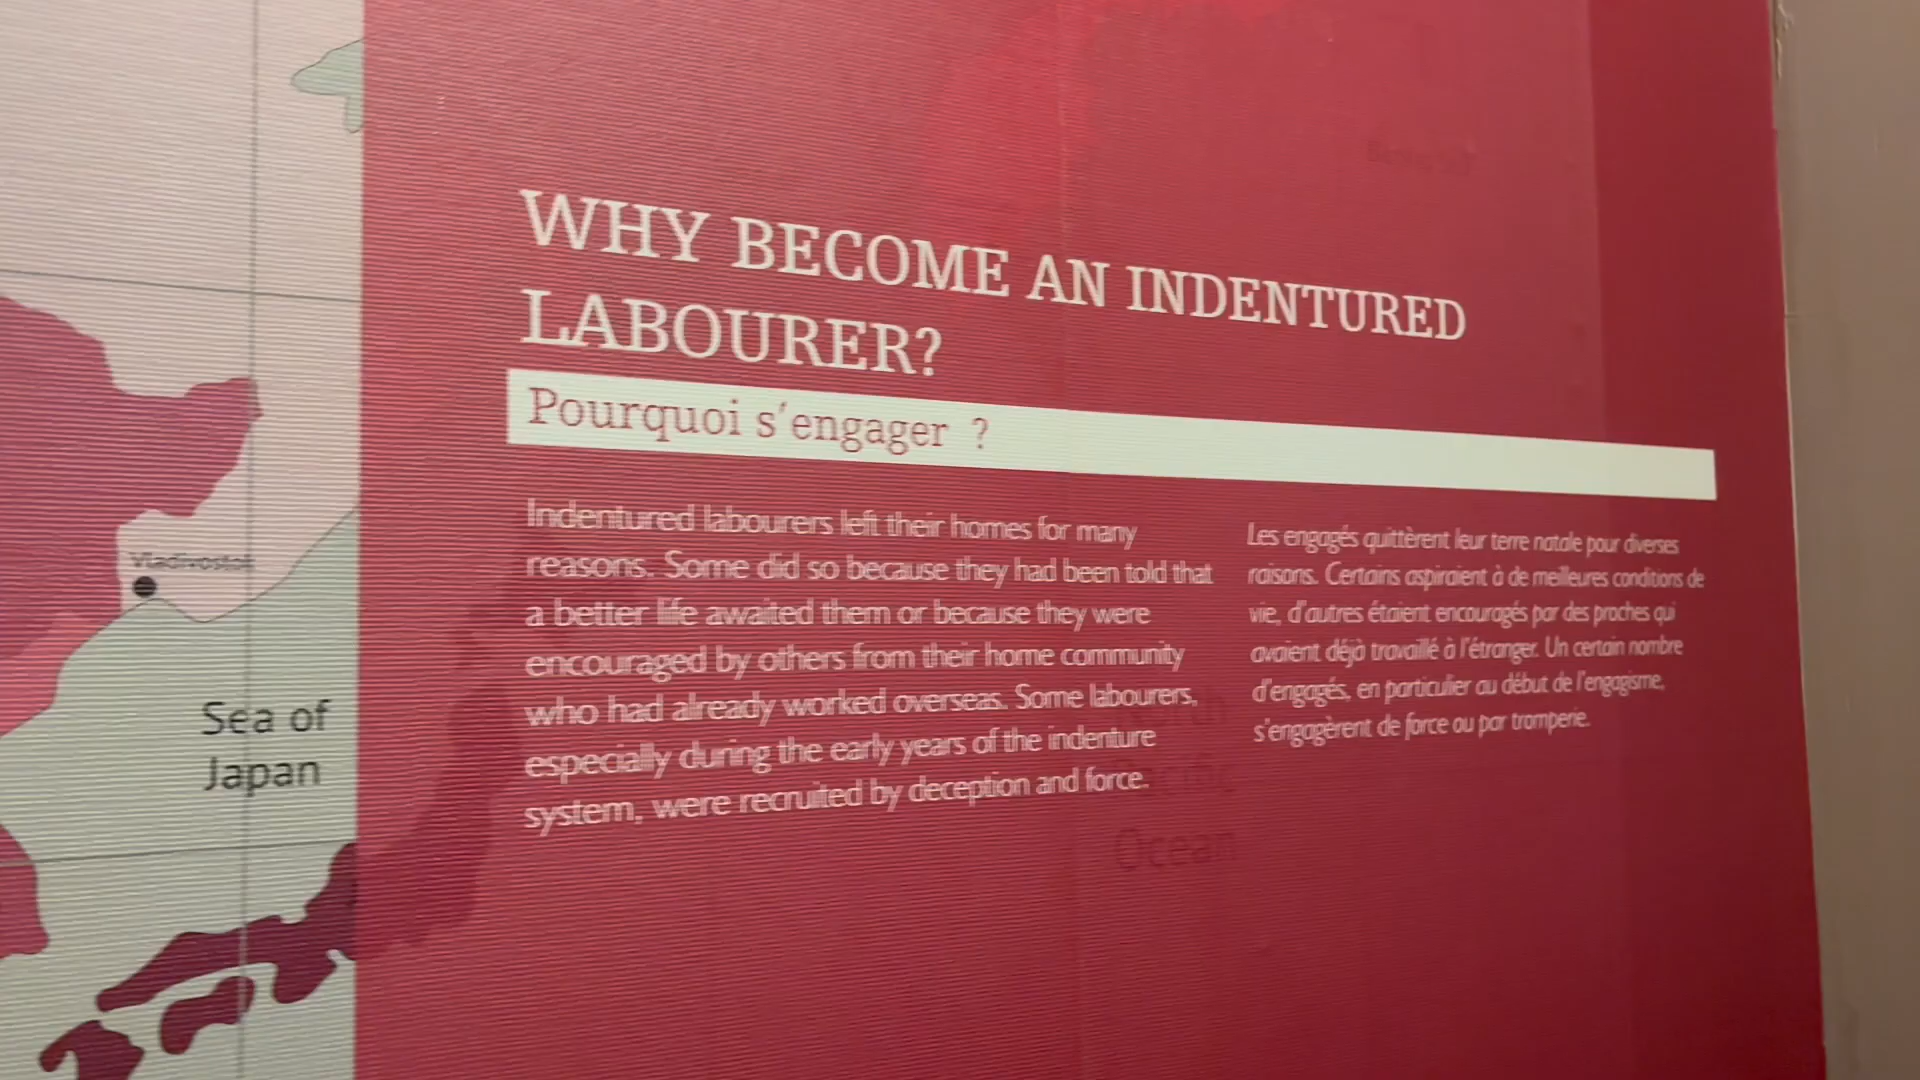 WHY BECOME AN INDENTURED
LABOURER?
Pourquoi s'engager ?
Indentured labourers left their homes for many
reasons. Some did so because they had been told that
a better life awaited them or because they were
encouraged by others from their home community
who had already worked overseas. Some labourers,
especially during the early years of the indenture
system, were recruited by deception and force.
Les engagés quittèrent leur terre natale pour diverses
raisons. Certains aspiraient à de meilleures conditions de
vie, d'autres étaient encouragés par des proches qui
avaient déjà travaillé à l'étranger. Un certain nombre
d'engagés, en particulier au début de l'engagisme,
s'engagèrent de force ou par tromperie.
Vladivostok
Sea of
Japan
North
Pacific
Ocean